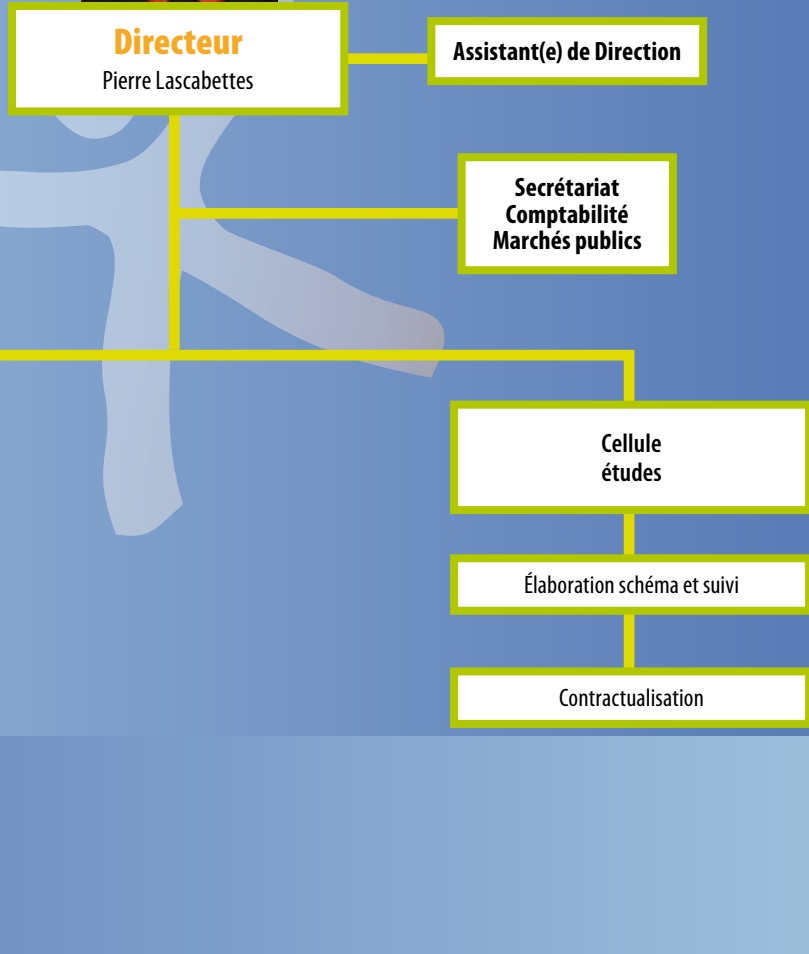 Directeur
Pierre Lascabettes
Assistant(e) de Direction
Secrétariat
Comptabilité
Marchés publics
Cellule
études
Élaboration schéma et suivi
Contractualisation